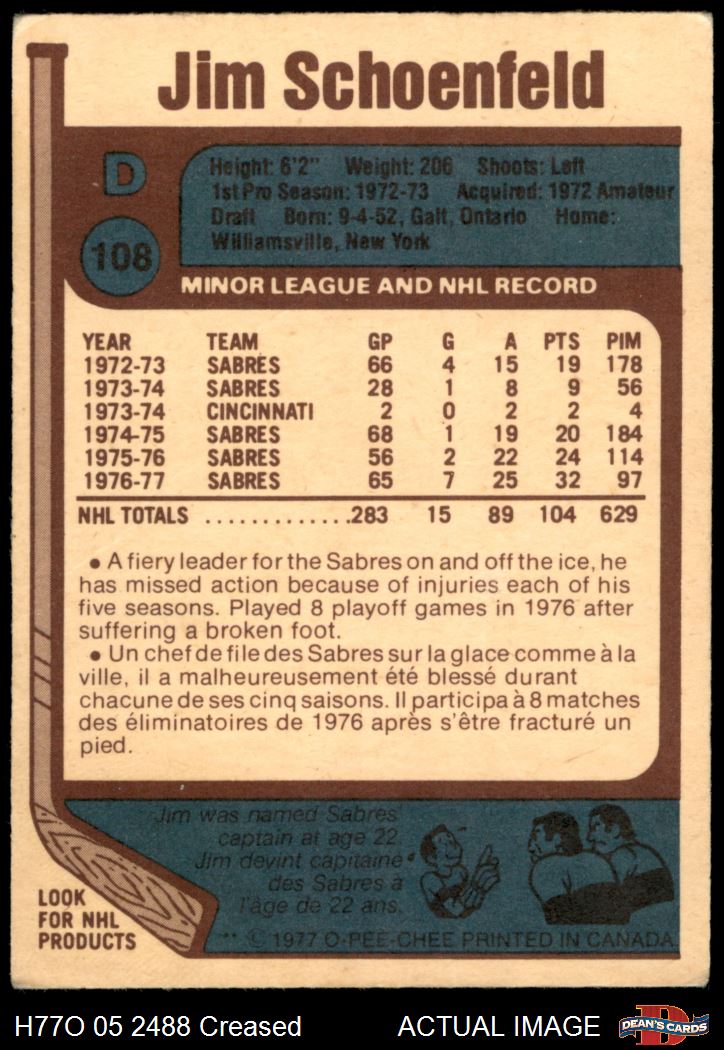 Jim Schoenfeld
D
108
Height: 6'2" Weight: 206 Shoots: Left
1st Pro Season: 1972-73 Acquired: 1972 Amateur
Draft Born: 9-4-52, Galt, Ontario Home:
Williamsville, New York
MINOR LEAGUE AND NHL RECORD
YEAR TEAM GP G A PTS PIM
1972-73 SABRES 66 4 15 19 178
1973-74 SABRES 28 1 8 9 56
1973-74 CINCINNATI 2 0 2 2 4
1974-75 SABRES 68 1 19 20 184
1975-76 SABRES 56 2 22 24 114
1976-77 SABRES 65 7 25 32 97
NHL TOTALS .............283 15 89 104 629
• A fiery leader for the Sabres on and off the ice, he
has missed action because of injuries each of his
five seasons. Played 8 playoff games in 1976 after
suffering a broken foot.
• Un chef de file des Sabres sur la glace comme à la
ville, il a malheureusement été blessé durant
chacune de ses cinq saisons. Il participa à 8 matches
des éliminatoires de 1976 après s'être fracturé un
pied.
Jim was named Sabres'
captain at age 22
Jim devint capitaine
des Sabres à
l'âge de 22 ans.
LOOK
FOR NHL
PRODUCTS
** © 1977 O-PEE-CHEE PRINTED IN CANADA
H77O 05 2488 Creased ACTUAL IMAGE
D
DEAN'S CARDS